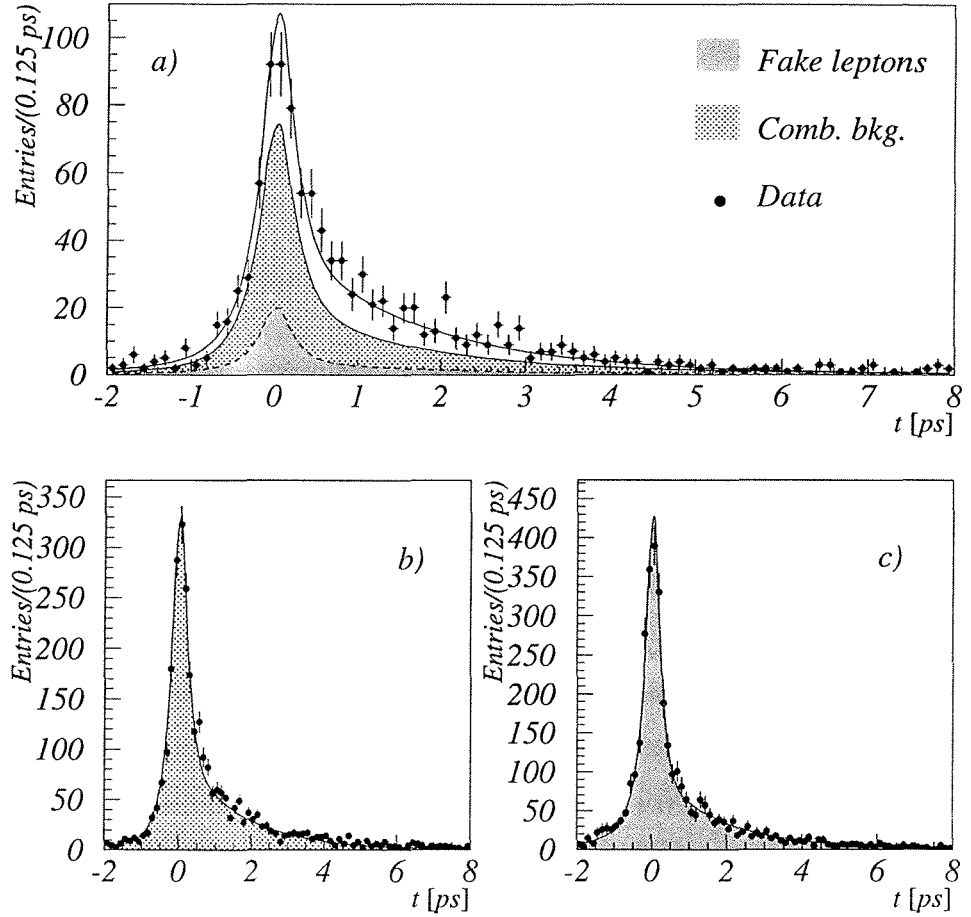 Entries/(0.125 ps)
100
80
60
40
20
0
a)
Fake leptons
Comb. bkg.
Data
-2 -1 0 1 2 3 4 5 6 7 8
t [ps]
Entries/(0.125 ps)
350
300
250
200
150
100
50
0
b)
-2 0 2 4 6 8
t [ps]
Entries/(0.125 ps)
450
400
350
300
250
200
150
100
50
0
c)
-2 0 2 4 6 8
t [ps]